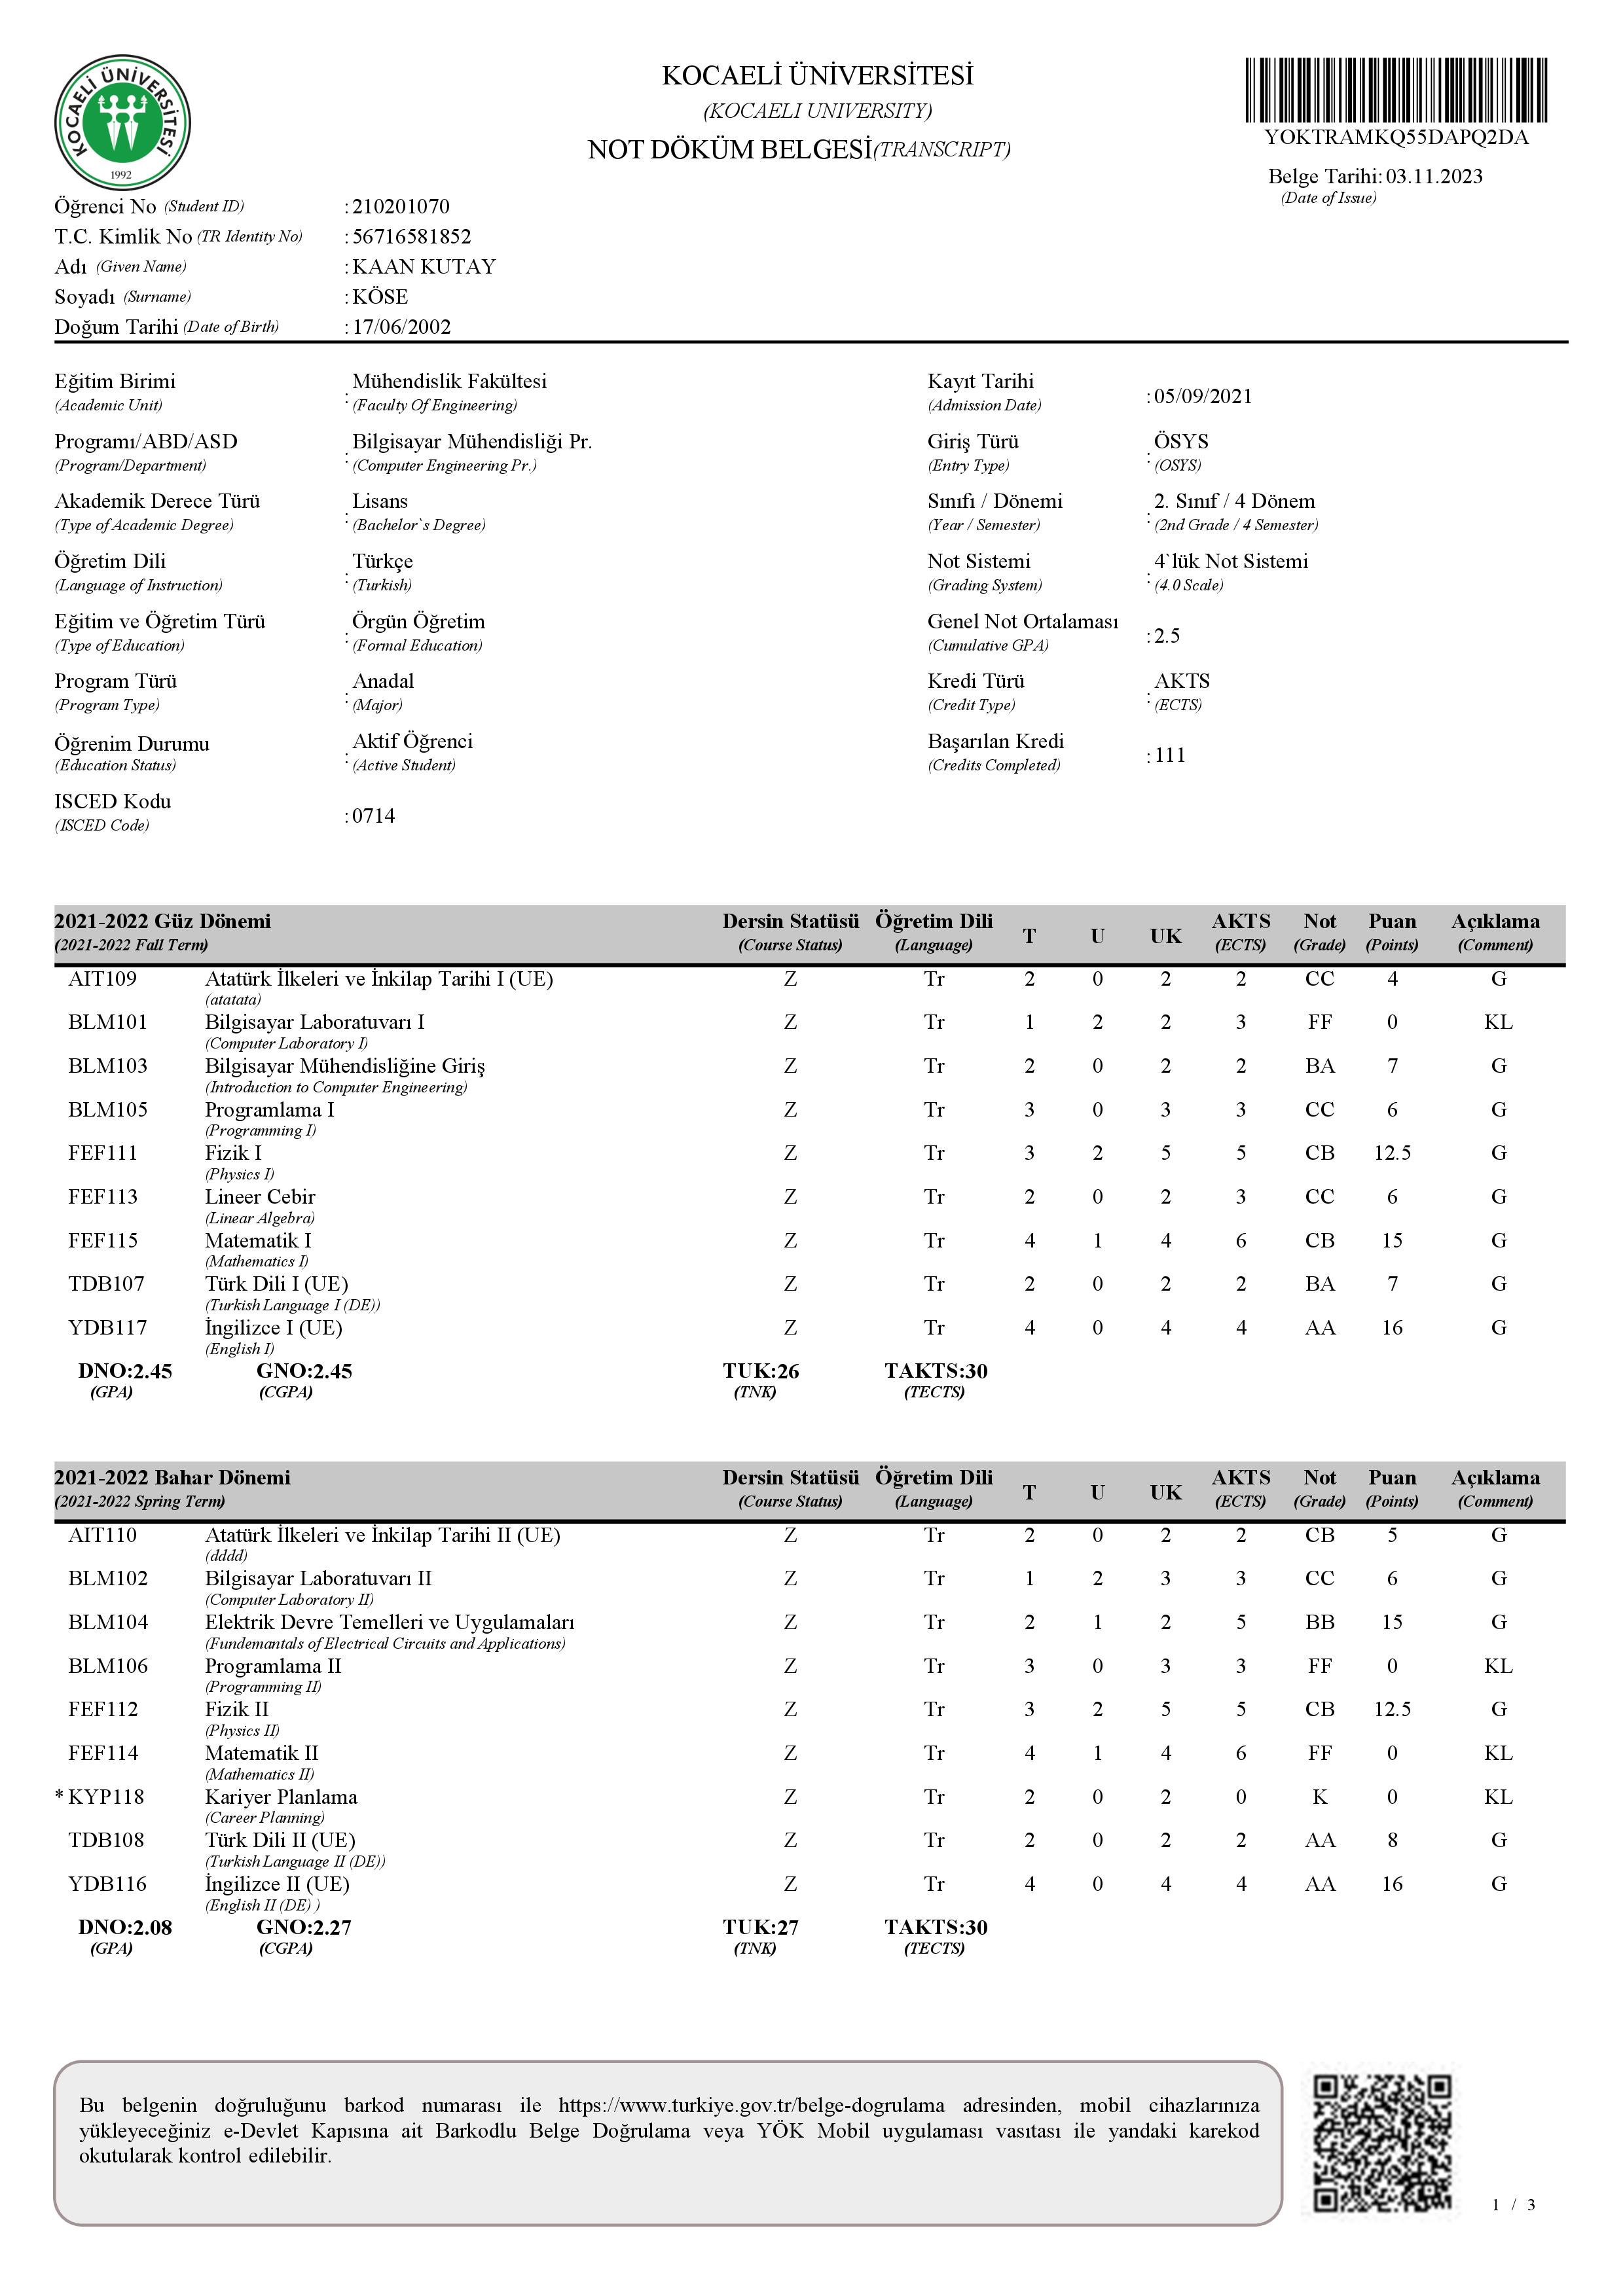 KOCAELİ ÜNİVERSİTESİ
1992
KOCAELİ ÜNİVERSİTESİ
(KOCAELI UNIVERSITY)
NOT DÖKÜM BELGESİ(TRANSCRIPT)
YOKTRAMKQ55DAPQ2DA
Belge Tarihi: 03.11.2023
(Date of Issue)
Öğrenci No (Student ID) : 210201070
T.C. Kimlik No (TR Identity No) : 56716581852
Adı (Given Name) : KAAN KUTAY
Soyadı (Surname) : KÖSE
Doğum Tarihi (Date of Birth) : 17/06/2002
Eğitim Birimi : Mühendislik Fakültesi
(Academic Unit) (Faculty Of Engineering)
Kayıt Tarihi : 05/09/2021
(Admission Date)
Programı/ABD/ASD : Bilgisayar Mühendisliği Pr.
(Program/Department) (Computer Engineering Pr.)
Giriş Türü : ÖSYS
(Entry Type) (OSYS)
Akademik Derece Türü : Lisans
(Type of Academic Degree) (Bachelor`s Degree)
Sınıfı / Dönemi : 2. Sınıf / 4 Dönem
(Year / Semester) (2nd Grade / 4 Semester)
Öğretim Dili : Türkçe
(Language of Instruction) (Turkish)
Not Sistemi : 4`lük Not Sistemi
(Grading System) (4.0 Scale)
Eğitim ve Öğretim Türü : Örgün Öğretim
(Type of Education) (Formal Education)
Genel Not Ortalaması : 2.5
(Cumulative GPA)
Program Türü : Anadal
(Program Type) (Major)
Kredi Türü : AKTS
(Credit Type) (ECTS)
Öğrenim Durumu : Aktif Öğrenci
(Education Status) (Active Student)
Başarılan Kredi : 111
(Credits Completed)
ISCED Kodu : 0714
(ISCED Code)
2021-2022 Güz Dönemi Dersin Statüsü Öğretim Dili T U UK AKTS Not Puan Açıklama
(2021-2022 Fall Term) (Course Status) (Language) (ECTS) (Grade) (Points) (Comment)
AIT109 Atatürk İlkeleri ve İnkilap Tarihi I (UE) Z Tr 2 0 2 2 CC 4 G
(atatata)
BLM101 Bilgisayar Laboratuvarı I Z Tr 1 2 2 3 FF 0 KL
(Computer Laboratory I)
BLM103 Bilgisayar Mühendisliğine Giriş Z Tr 2 0 2 2 BA 7 G
(Introduction to Computer Engineering)
BLM105 Programlama I Z Tr 3 0 3 3 CC 6 G
(Programming I)
FEF111 Fizik I Z Tr 3 2 5 5 CB 12.5 G
(Physics I)
FEF113 Lineer Cebir Z Tr 2 0 2 3 CC 6 G
(Linear Algebra)
FEF115 Matematik I Z Tr 4 1 4 6 CB 15 G
(Mathematics I)
TDB107 Türk Dili I (UE) Z Tr 2 0 2 2 BA 7 G
(Turkish Language I (DE))
YDB117 İngilizce I (UE) Z Tr 4 0 4 4 AA 16 G
(English I)
DNO:2.45 GNO:2.45 TUK:26 TAKTS:30
(GPA) (CGPA) (TNK) (TECTS)
2021-2022 Bahar Dönemi Dersin Statüsü Öğretim Dili T U UK AKTS Not Puan Açıklama
(2021-2022 Spring Term) (Course Status) (Language) (ECTS) (Grade) (Points) (Comment)
AIT110 Atatürk İlkeleri ve İnkilap Tarihi II (UE) Z Tr 2 0 2 2 CB 5 G
(dddd)
BLM102 Bilgisayar Laboratuvarı II Z Tr 1 2 3 3 CC 6 G
(Computer Laboratory II)
BLM104 Elektrik Devre Temelleri ve Uygulamaları Z Tr 2 1 2 5 BB 15 G
(Fundemantals of Electrical Circuits and Applications)
BLM106 Programlama II Z Tr 3 0 3 3 FF 0 KL
(Programming II)
FEF112 Fizik II Z Tr 3 2 5 5 CB 12.5 G
(Physics II)
FEF114 Matematik II Z Tr 4 1 4 6 FF 0 KL
(Mathematics II)
* KYP118 Kariyer Planlama Z Tr 2 0 2 0 K 0 KL
(Career Planning)
TDB108 Türk Dili II (UE) Z Tr 2 0 2 2 AA 8 G
(Turkish Language II (DE))
YDB116 İngilizce II (UE) Z Tr 4 0 4 4 AA 16 G
(English II (DE) )
DNO:2.08 GNO:2.27 TUK:27 TAKTS:30
(GPA) (CGPA) (TNK) (TECTS)
Bu belgenin doğruluğunu barkod numarası ile https://www.turkiye.gov.tr/belge-dogrulama adresinden, mobil cihazlarınıza
yükleyeceğiniz e-Devlet Kapısına ait Barkodlu Belge Doğrulama veya YÖK Mobil uygulaması vasıtası ile yandaki karekod
okutularak kontrol edilebilir.
1 / 3